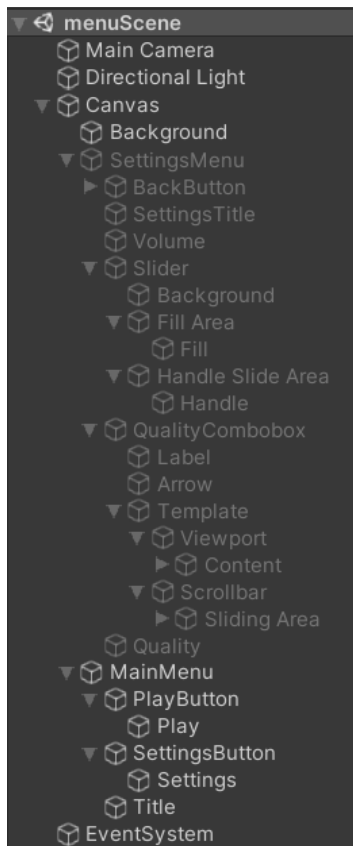 menuScene
Main Camera
Directional Light
Canvas
Background
SettingsMenu
BackButton
SettingsTitle
Volume
Slider
Background
Fill Area
Fill
Handle Slide Area
Handle
QualityCombobox
Label
Arrow
Template
Viewport
Content
Scrollbar
Sliding Area
Quality
MainMenu
PlayButton
Play
SettingsButton
Settings
Title
EventSystem